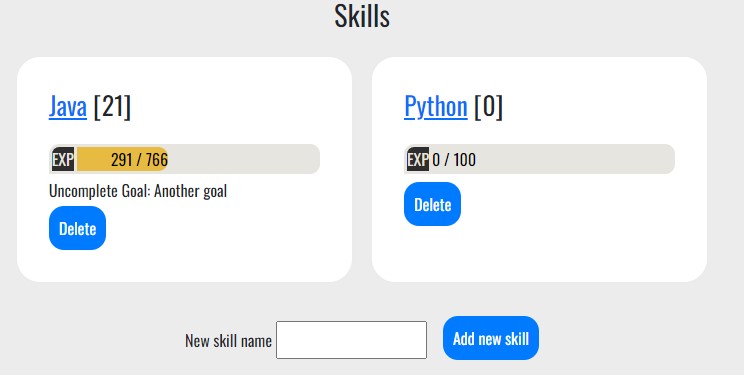 Skills
Java [21]
EXP 291 / 766
Uncomplete Goal: Another goal
Delete
Python [0]
EXP 0 / 100
Delete
New skill name
Add new skill